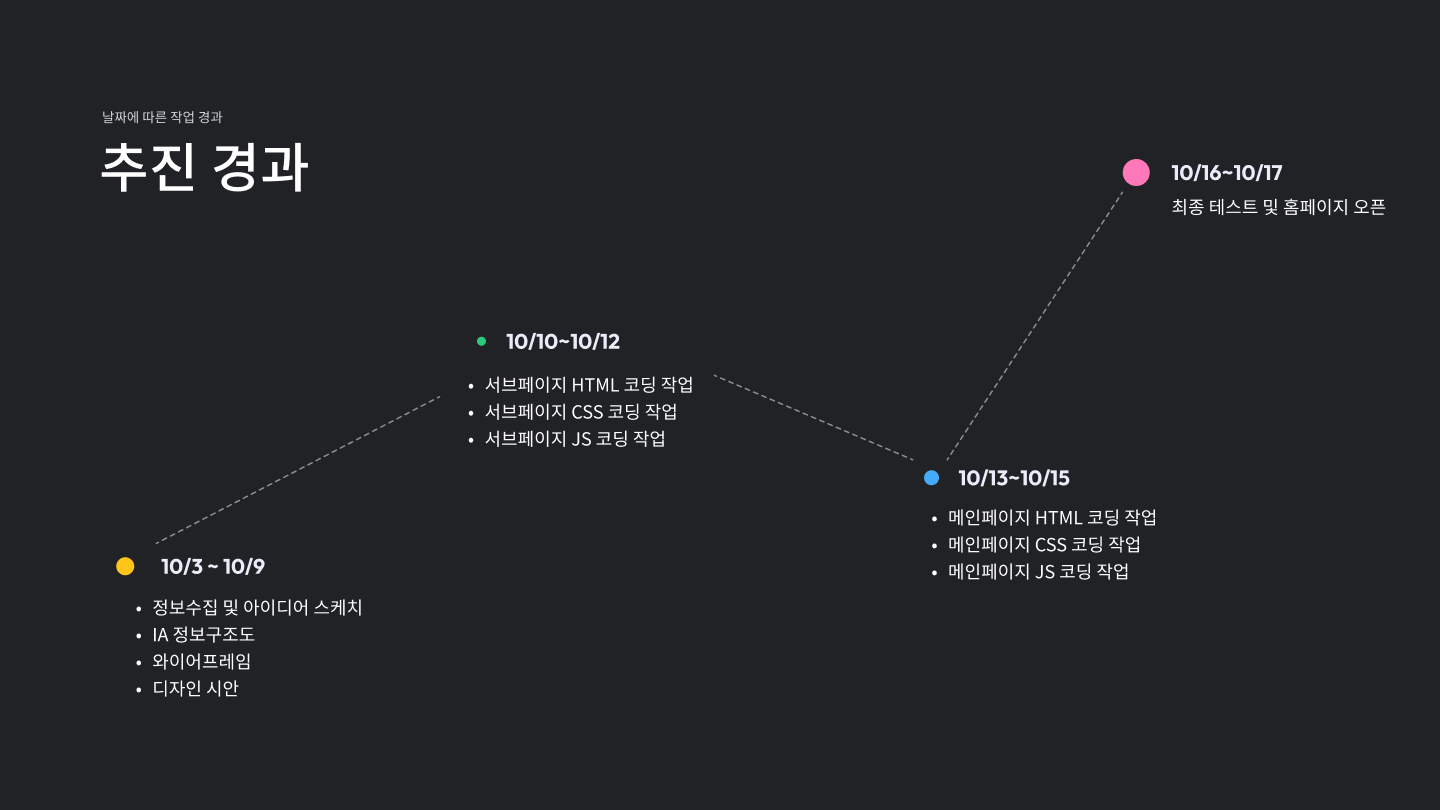 날짜에 따른 작업 경과
추진 경과
10/3 ~ 10/9
• 정보수집 및 아이디어 스케치
• IA 정보구조도
• 와이어프레임
• 디자인 시안
10/10~10/12
• 서브페이지 HTML 코딩 작업
• 서브페이지 CSS 코딩 작업
• 서브페이지 JS 코딩 작업
10/13~10/15
• 메인페이지 HTML 코딩 작업
• 메인페이지 CSS 코딩 작업
• 메인페이지 JS 코딩 작업
10/16~10/17
최종 테스트 및 홈페이지 오픈